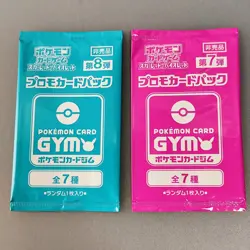 ポケモン
カードゲーム
非売品
第8弾
プロモカードパック
POKÉMON CARD
GYM
ポケモンカードジム
全7種
ランダム1枚入り
ポケモン
カードゲーム
非売品
第7弾
プロモカードパック
POKÉMON CARD
GYM
ポケモンカードジム
全7種
ランダム1枚入り